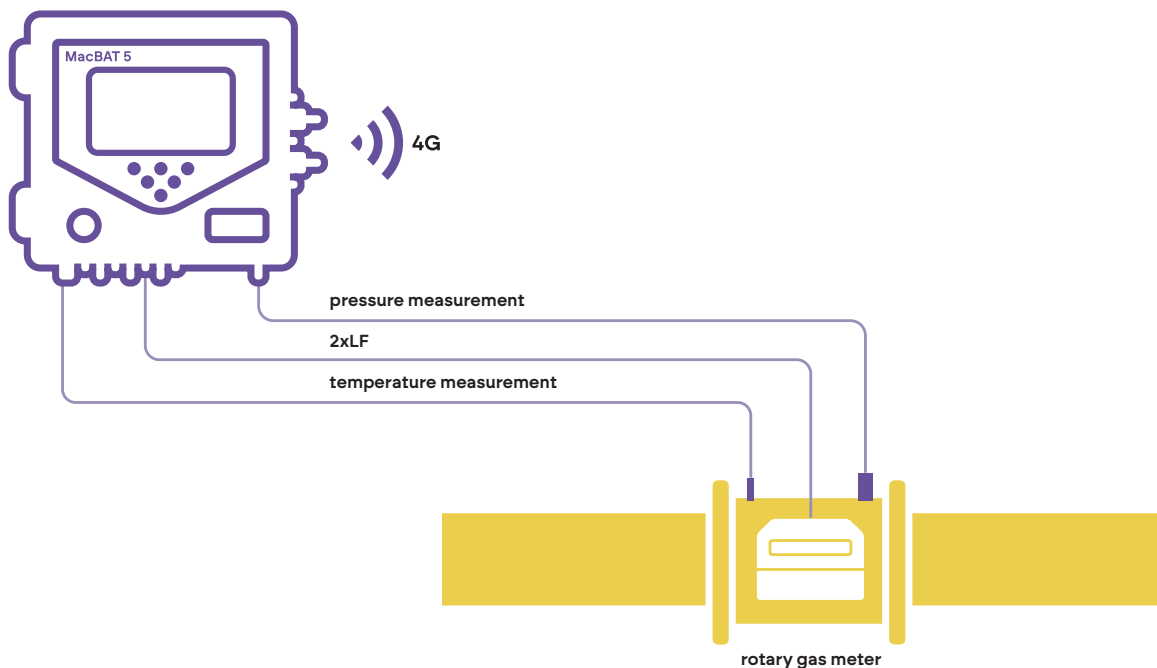 MacBAT 5
4G
pressure measurement
2xLF
temperature measurement
rotary gas meter